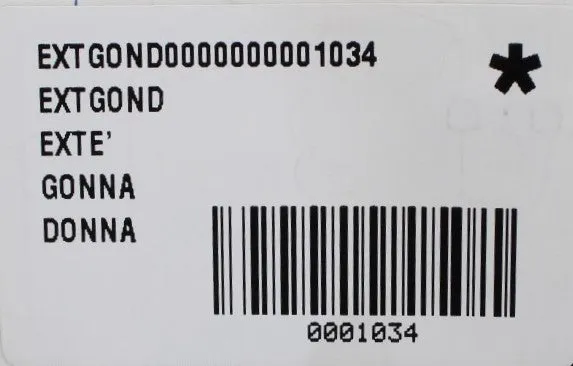 EXTGOND0000000001034
EXTGOND
EXTE'
GONNA
DONNA
0001034